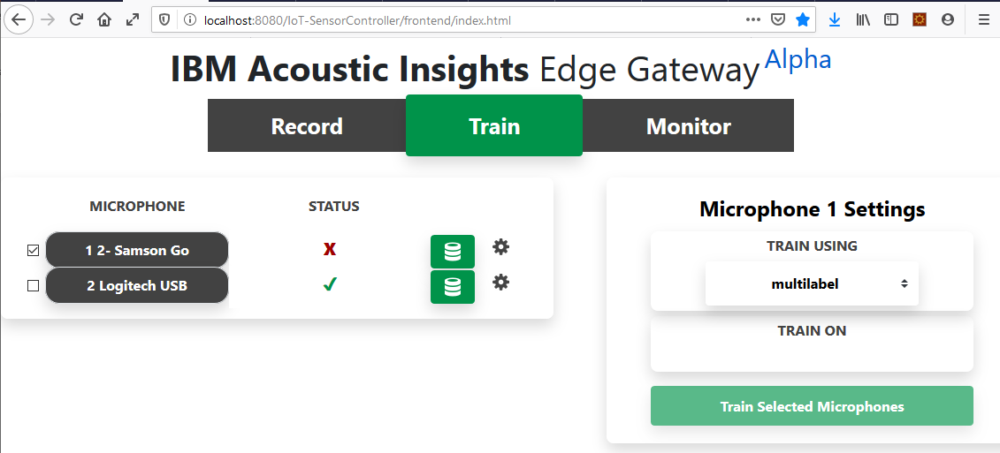 localhost:8080/IoT-SensorController/frontend/index.html
IBM Acoustic Insights Edge Gateway Alpha
Record Train Monitor
MICROPHONE STATUS
1 2- Samson Go X
2 Logitech USB ✓
Microphone 1 Settings
TRAIN USING
multilabel
TRAIN ON
Train Selected Microphones